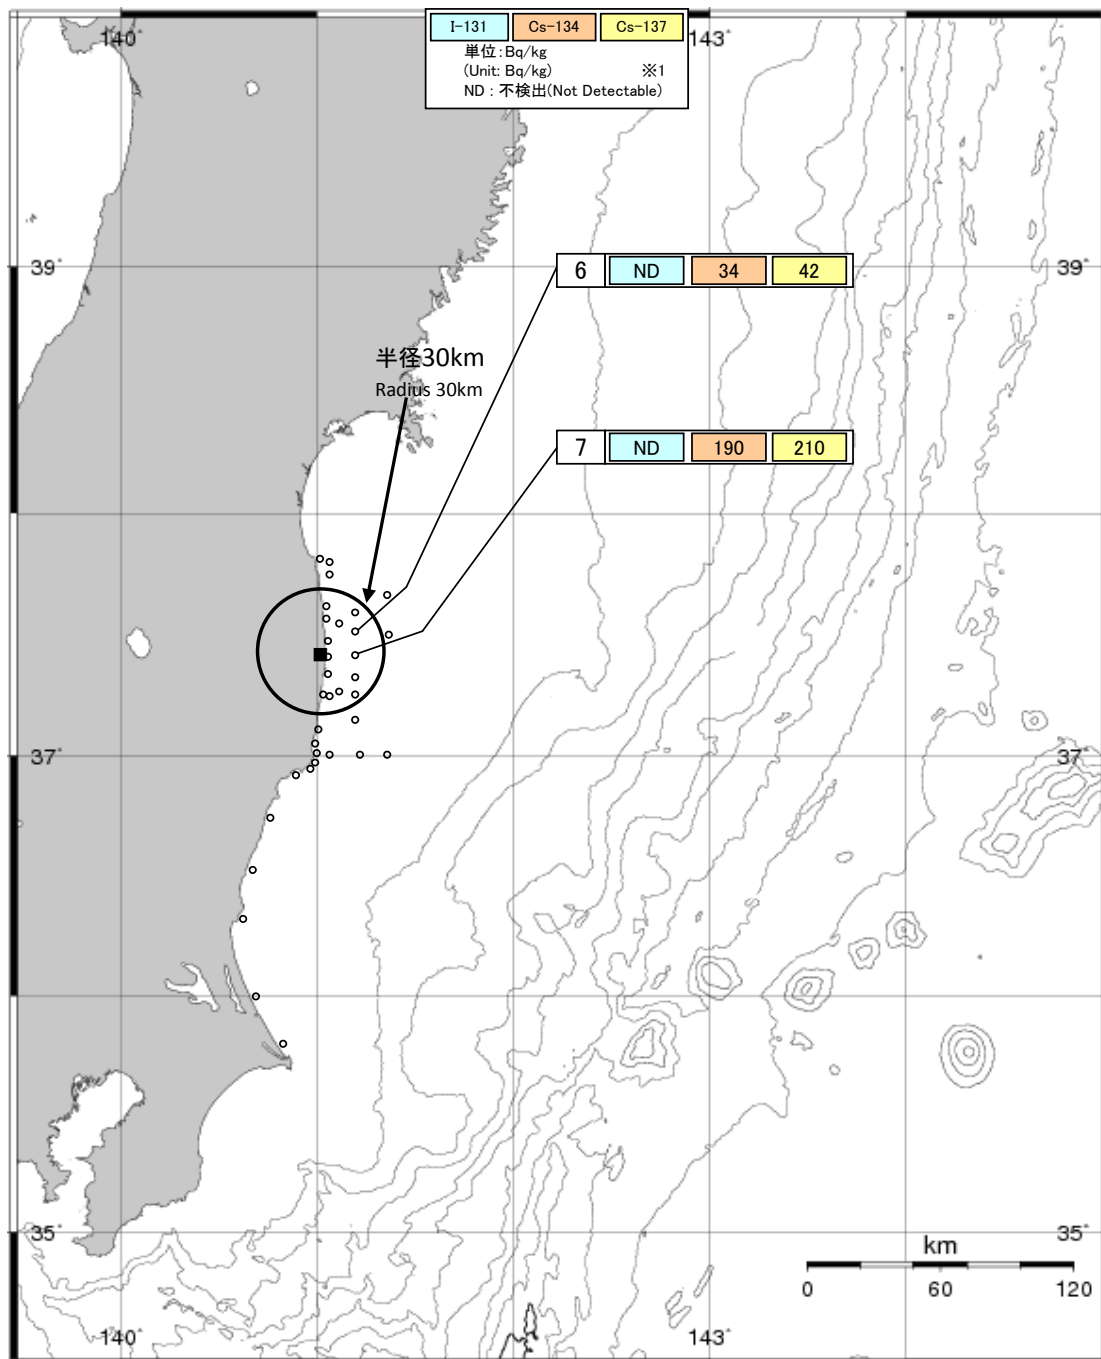 I-131 Cs-134 Cs-137
140° 143°
単位:Bq/kg
(Unit: Bq/kg) ※1
ND : 不検出(Not Detectable)
39° 6 ND 34 42 39°
半径30km
Radius 30km
7 ND 190 210
37° 37°
35° 35°
km
0 60 120
140° 143°